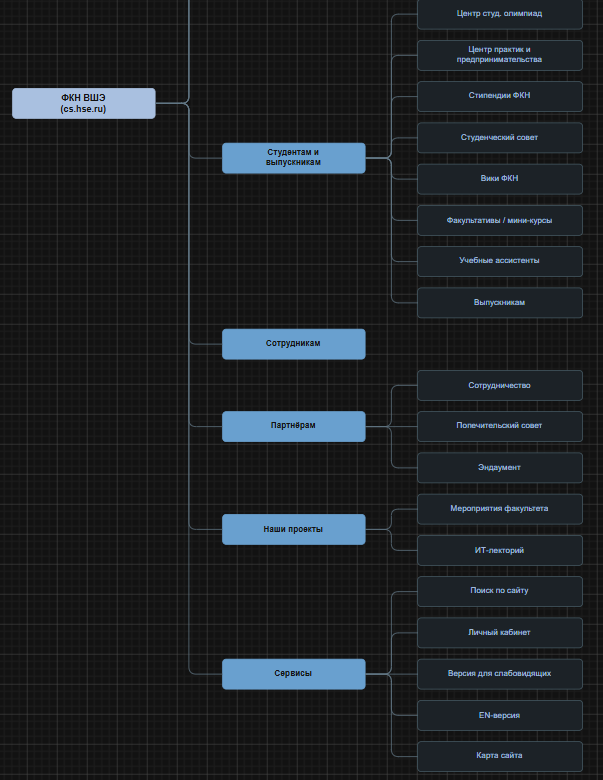 Центр студ. олимпиад
Центр практик и
предпринимательства
ФКН ВШЭ
(cs.hse.ru)
Стипендии ФКН
Студенческий совет
Студентам и
выпускникам
Вики ФКН
Факультативы / мини-курсы
Учебные ассистенты
Выпускникам
Сотрудникам
Сотрудничество
Партнёрам
Попечительский совет
Эндаумент
Мероприятия факультета
Наши проекты
ИТ-лекторий
Поиск по сайту
Личный кабинет
Сервисы
Версия для слабовидящих
EN-версия
Карта сайта